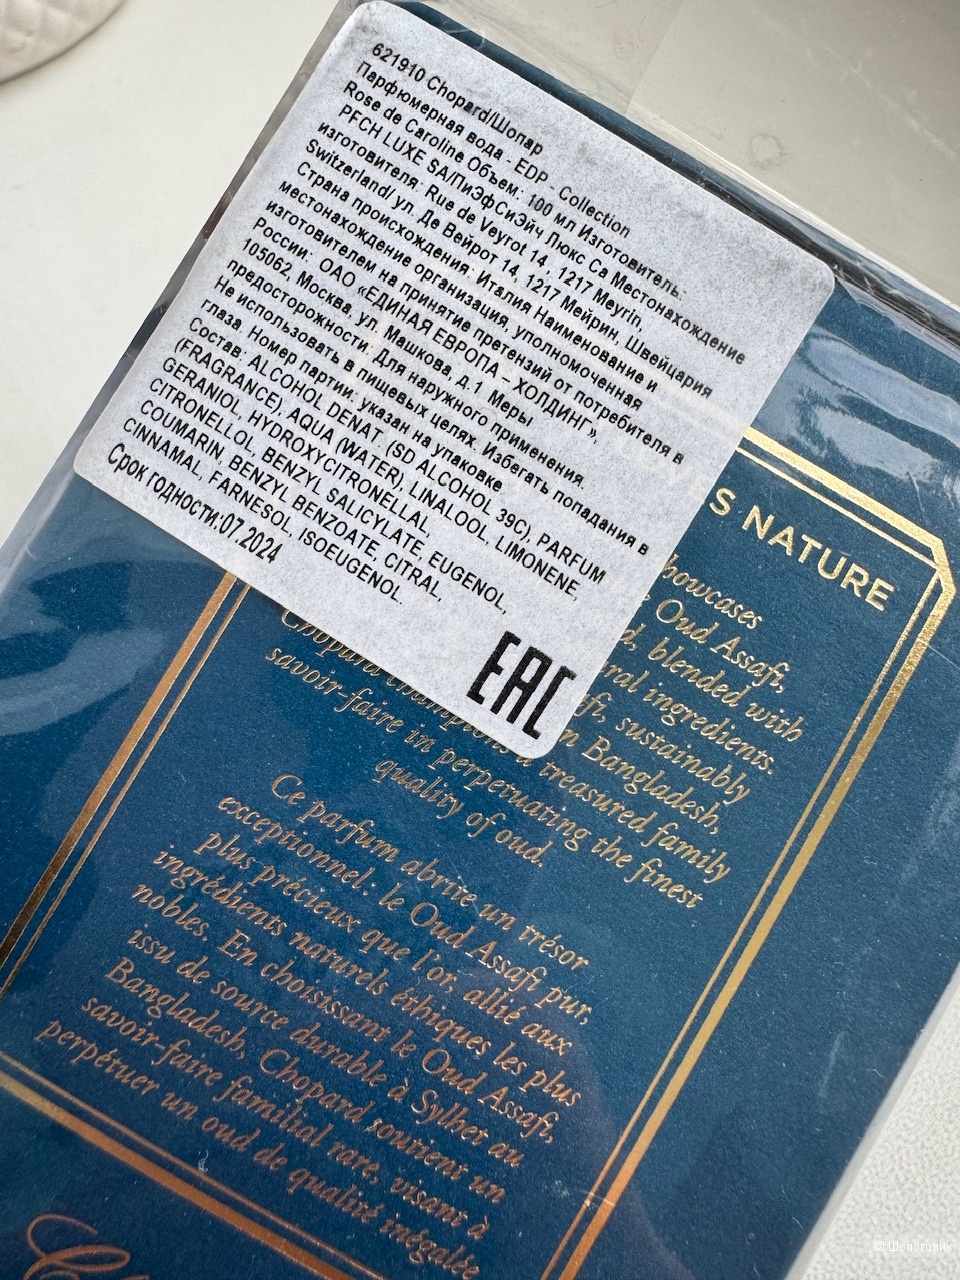 621910 Chopard/Шопар
Парфюмерная вода - EDP - Collection
Rose de Caroline Объем: 100 мл Изготовитель:
PFCH LUXE SA/ПиЭфСиЭйч Люкс Са Местонахождение
изготовителя: Rue de Veyrot 14, 1217 Meyrin,
Switzerland/ ул. Де Вейрот 14, 1217 Мейрин, Швейцария
Страна происхождения: Италия Наименование и
местонахождение организация, уполномоченная
изготовителем на принятие претензий от потребителя в
России: ОАО «ЕДИНАЯ ЕВРОПА – ХОЛДИНГ»,
105062, Москва, ул. Машкова, д.1 Меры
предосторожности: Для наружного применения.
Не использовать в пищевых целях. Избегать попадания в
глаза. Номер партии: указан на упаковке
Состав: ALCOHOL DENAT. (SD ALCOHOL 39C), PARFUM
(FRAGRANCE), AQUA (WATER), LINALOOL, LIMONENE,
GERANIOL, HYDROXYCITRONELLAL,
CITRONELLOL, BENZYL SALICYLATE, EUGENOL,
COUMARIN, BENZYL BENZOATE, CITRAL,
CINNAMAL, FARNESOL, ISOEUGENOL.
Срок годности:07.2024
EAC
S NATURE
howcases
Oud Assafi,
blended with
ingredients.
sustainably
Bangladesh,
Chopard treasured family
savoir-faire in perpetuating the finest
quality of oud.
Ce parfum abrite un trésor
exceptionnel: le Oud Assafi pur,
plus précieux que l'or, allié aux
ingrédients naturels éthiques les plus
nobles. En choisissant le Oud Assafi,
issu de source durable à Sylhet au
Bangladesh, Chopard soutient un
savoir-faire familial rare, visant à
perpétuer un oud de qualité inégalée
© Шопоголик